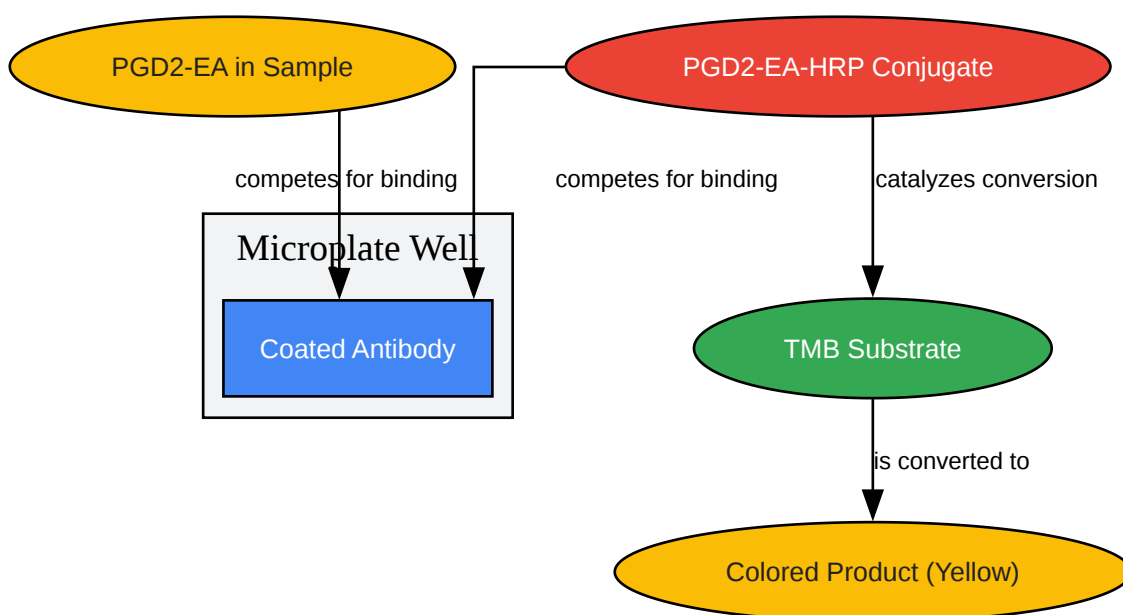 PGD2-EA in Sample
PGD2-EA-HRP Conjugate
competes for binding
competes for binding
catalyzes conversion
Microplate Well
Coated Antibody
TMB Substrate
is converted to
Colored Product (Yellow)